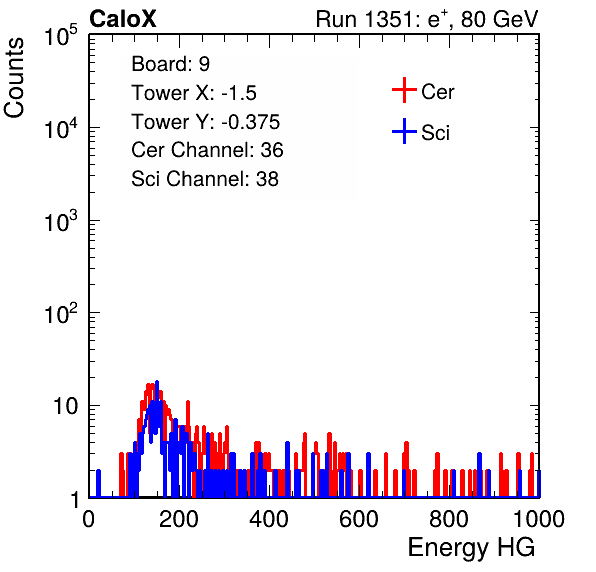 CaloX Run 1351: e⁺, 80 GeV
Counts
Board: 9
Tower X: -1.5
Tower Y: -0.375
Cer Channel: 36
Sci Channel: 38
Cer
Sci
10⁵
10⁴
10³
10²
10
1
0 200 400 600 800 1000
Energy HG